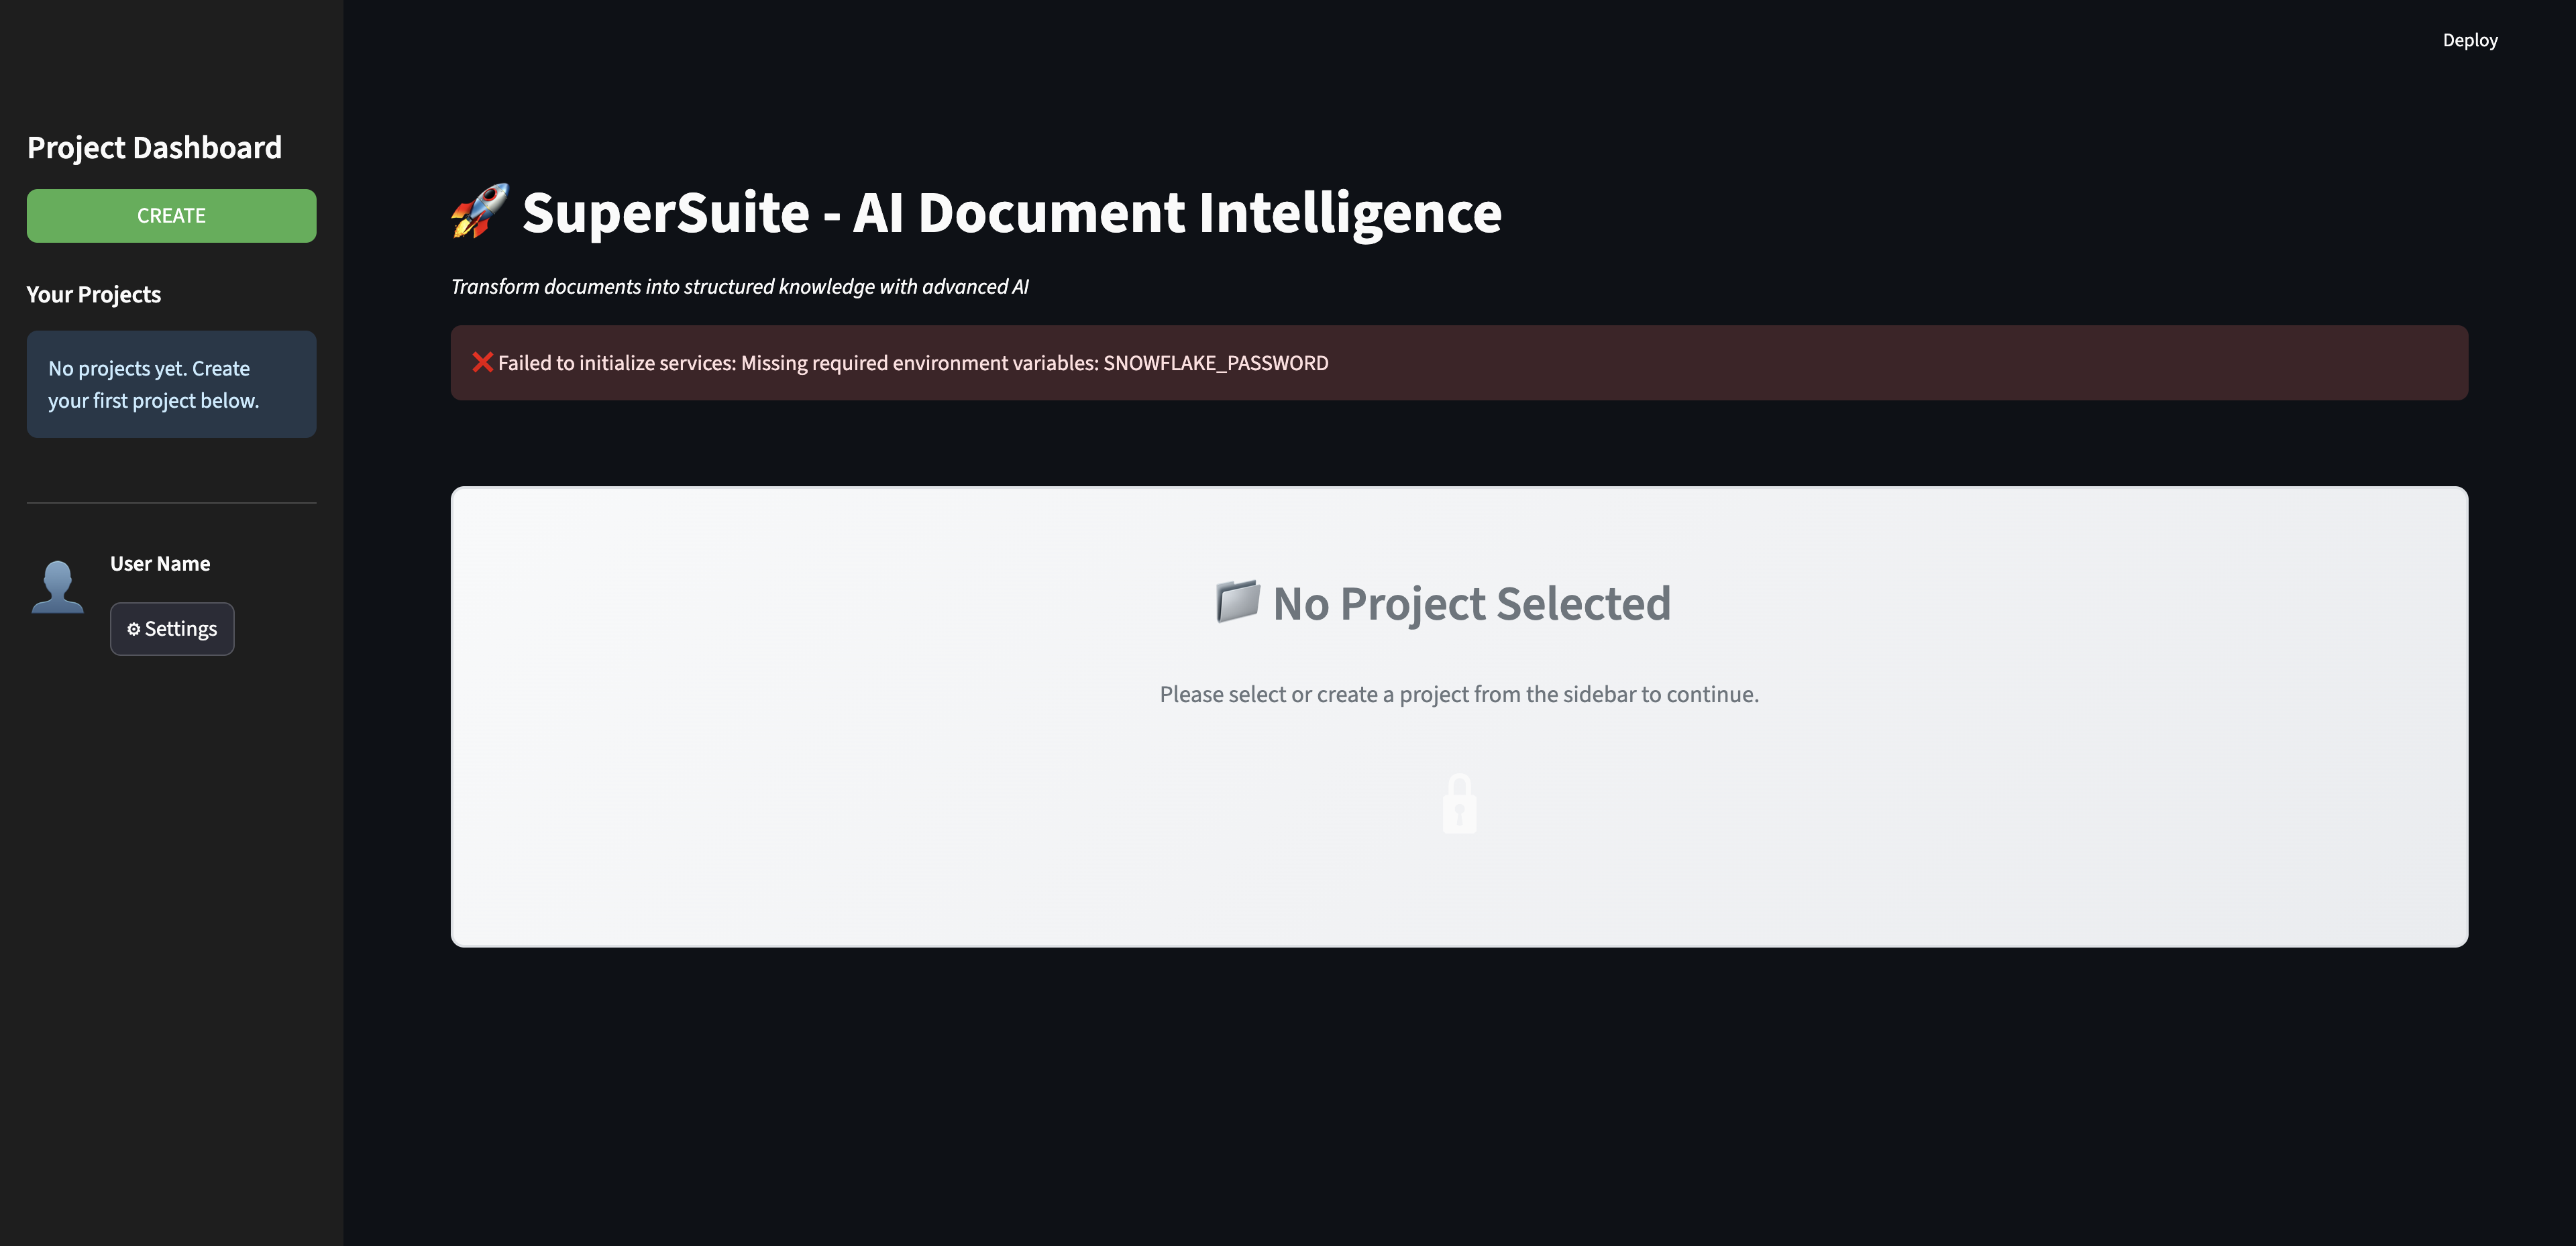 Deploy
Project Dashboard
CREATE
Your Projects
No projects yet. Create
your first project below.
User Name
⚙ Settings
🚀 SuperSuite - AI Document Intelligence
Transform documents into structured knowledge with advanced AI
❌ Failed to initialize services: Missing required environment variables: SNOWFLAKE_PASSWORD
📁 No Project Selected
Please select or create a project from the sidebar to continue.